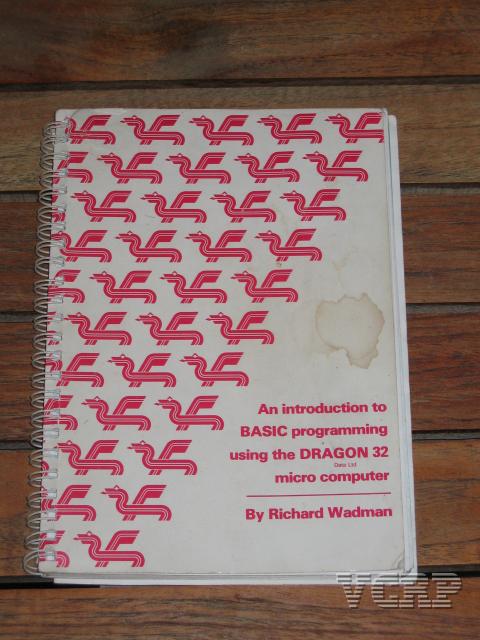 An introduction to
BASIC programming
using the DRAGON 32
Data Ltd
micro computer
By Richard Wadman
VCRP